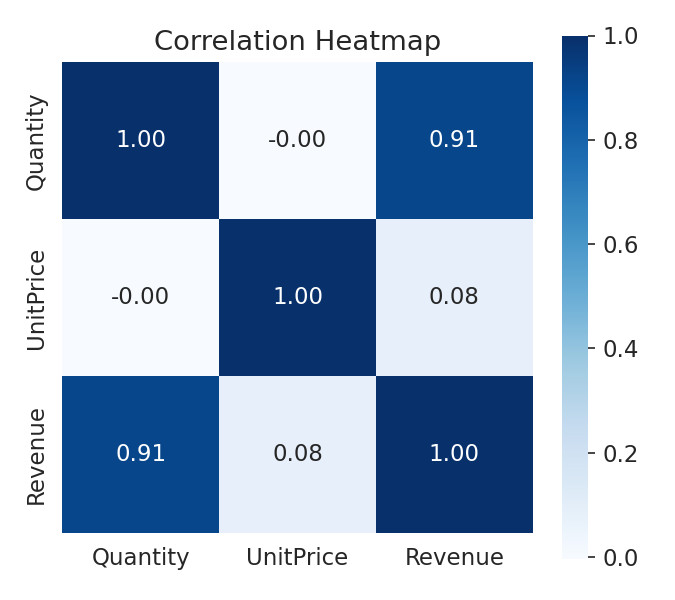 Correlation Heatmap
Quantity 1.00 -0.00 0.91
UnitPrice -0.00 1.00 0.08
Revenue 0.91 0.08 1.00
Quantity UnitPrice Revenue
1.0
0.8
0.6
0.4
0.2
0.0